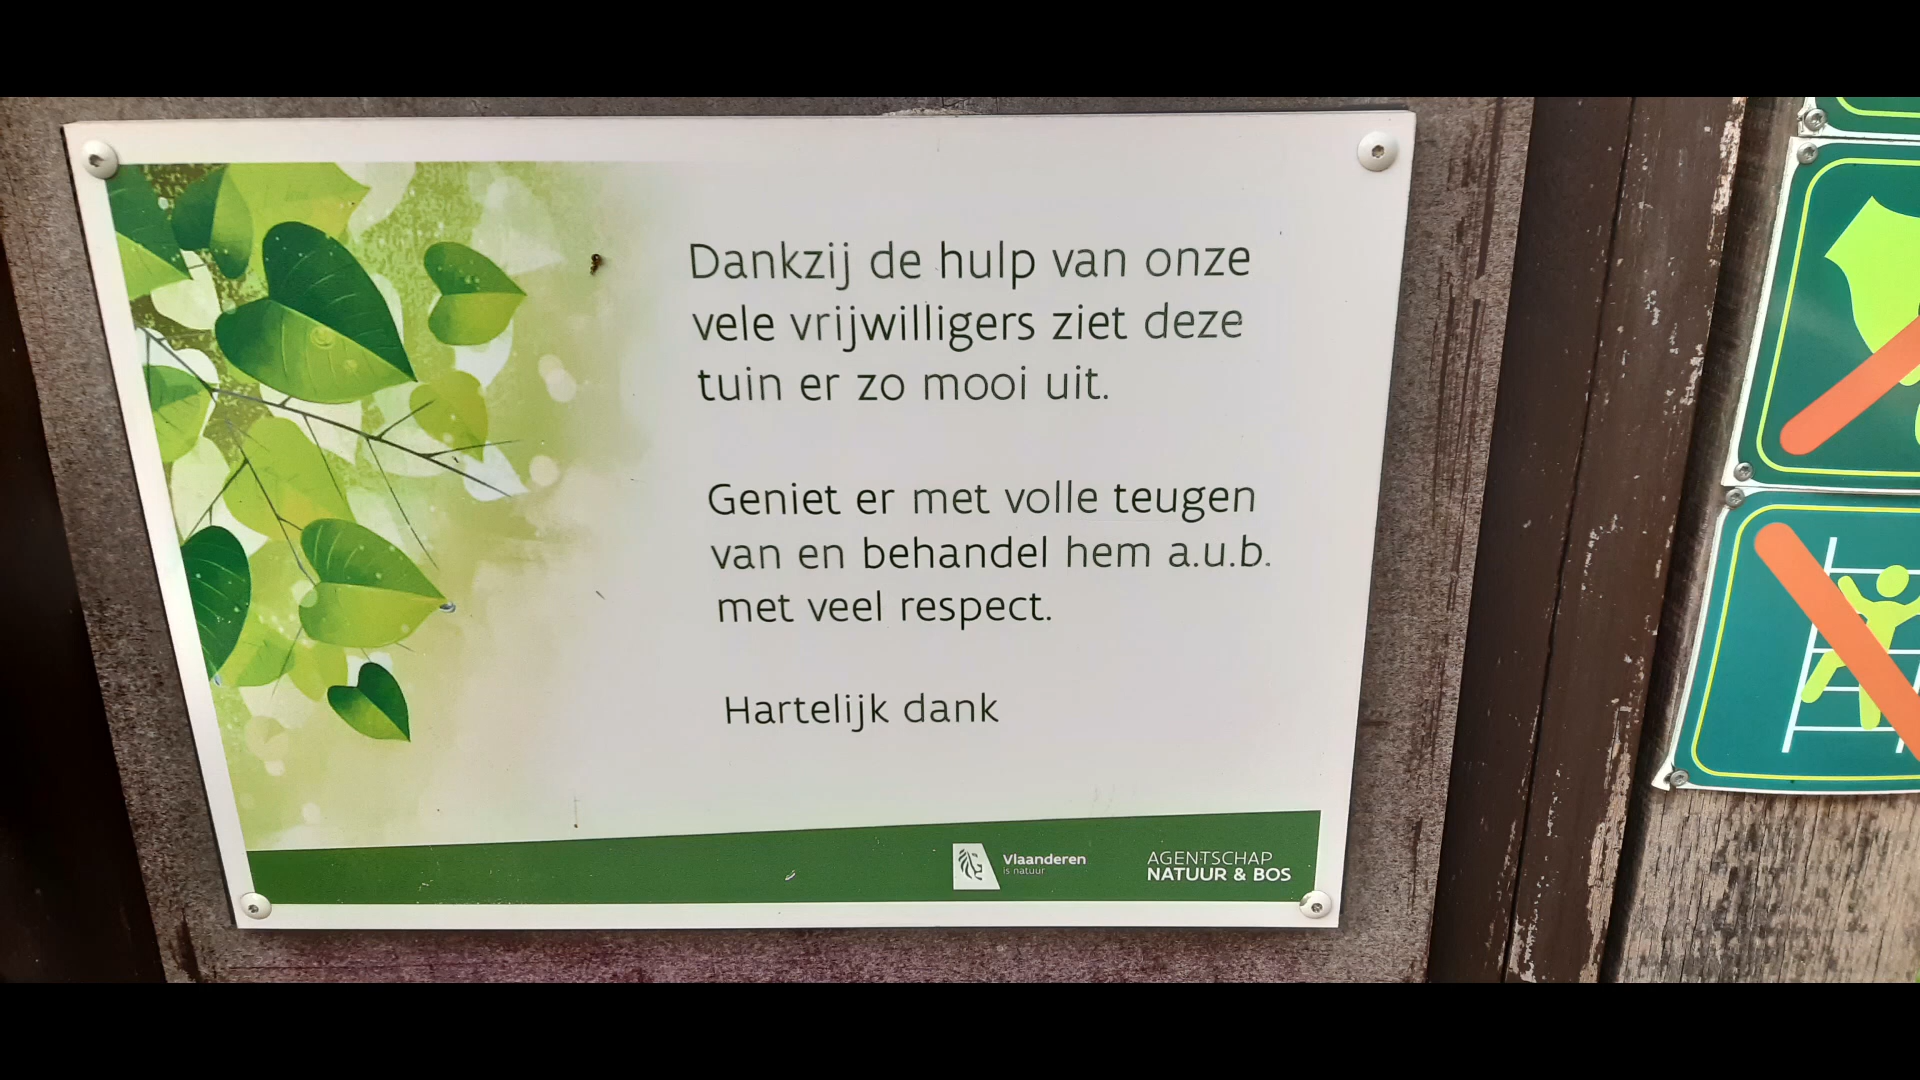 Dankzij de hulp van onze
vele vrijwilligers ziet deze
tuin er zo mooi uit.
Geniet er met volle teugen
van en behandel hem a.u.b.
met veel respect.
Hartelijk dank
Vlaanderen
is natuur
AGENTSCHAP
NATUUR & BOS